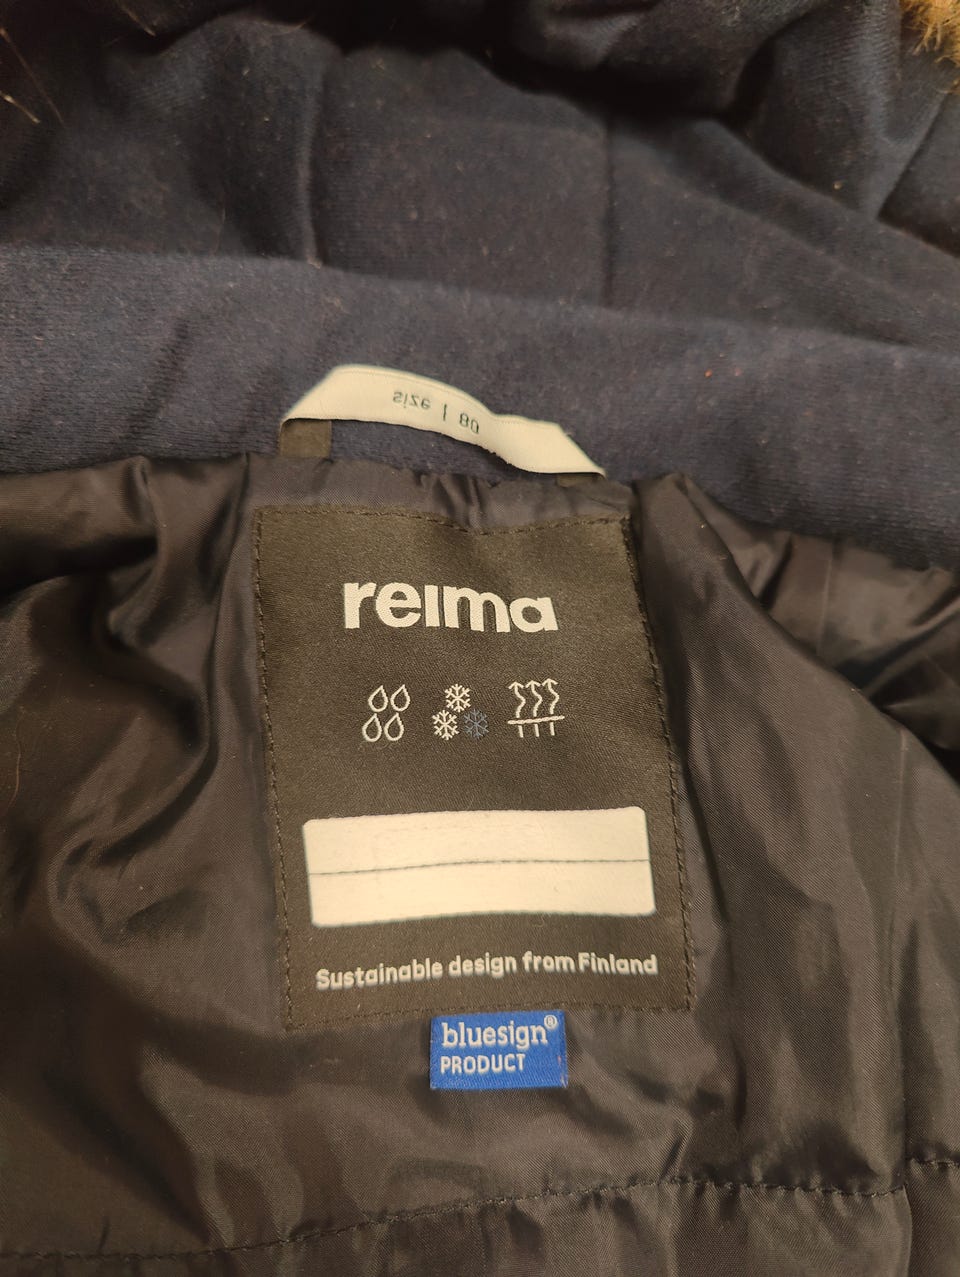 size | 80
reima
Sustainable design from Finland
bluesign®
PRODUCT